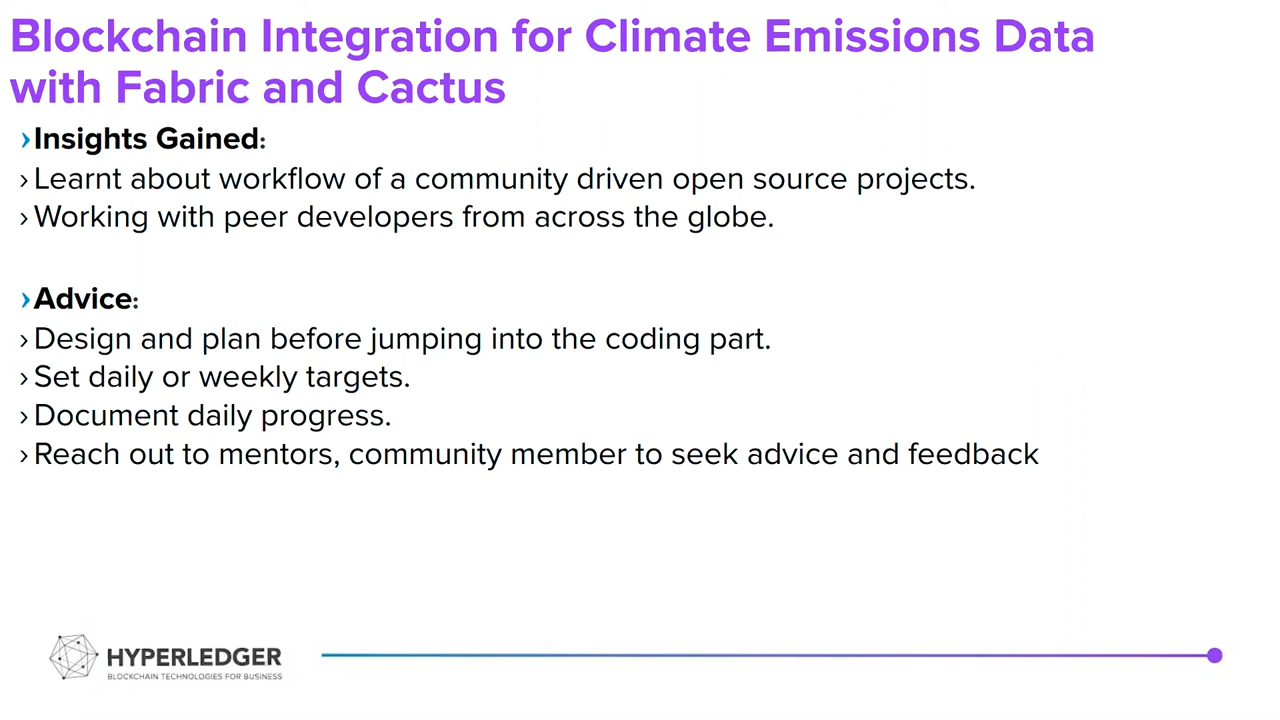 Blockchain Integration for Climate Emissions Data
with Fabric and Cactus
›Insights Gained:
›Learnt about workflow of a community driven open source projects.
›Working with peer developers from across the globe.
›Advice:
›Design and plan before jumping into the coding part.
›Set daily or weekly targets.
›Document daily progress.
›Reach out to mentors, community member to seek advice and feedback
HYPERLEDGER
BLOCKCHAIN TECHNOLOGIES FOR BUSINESS